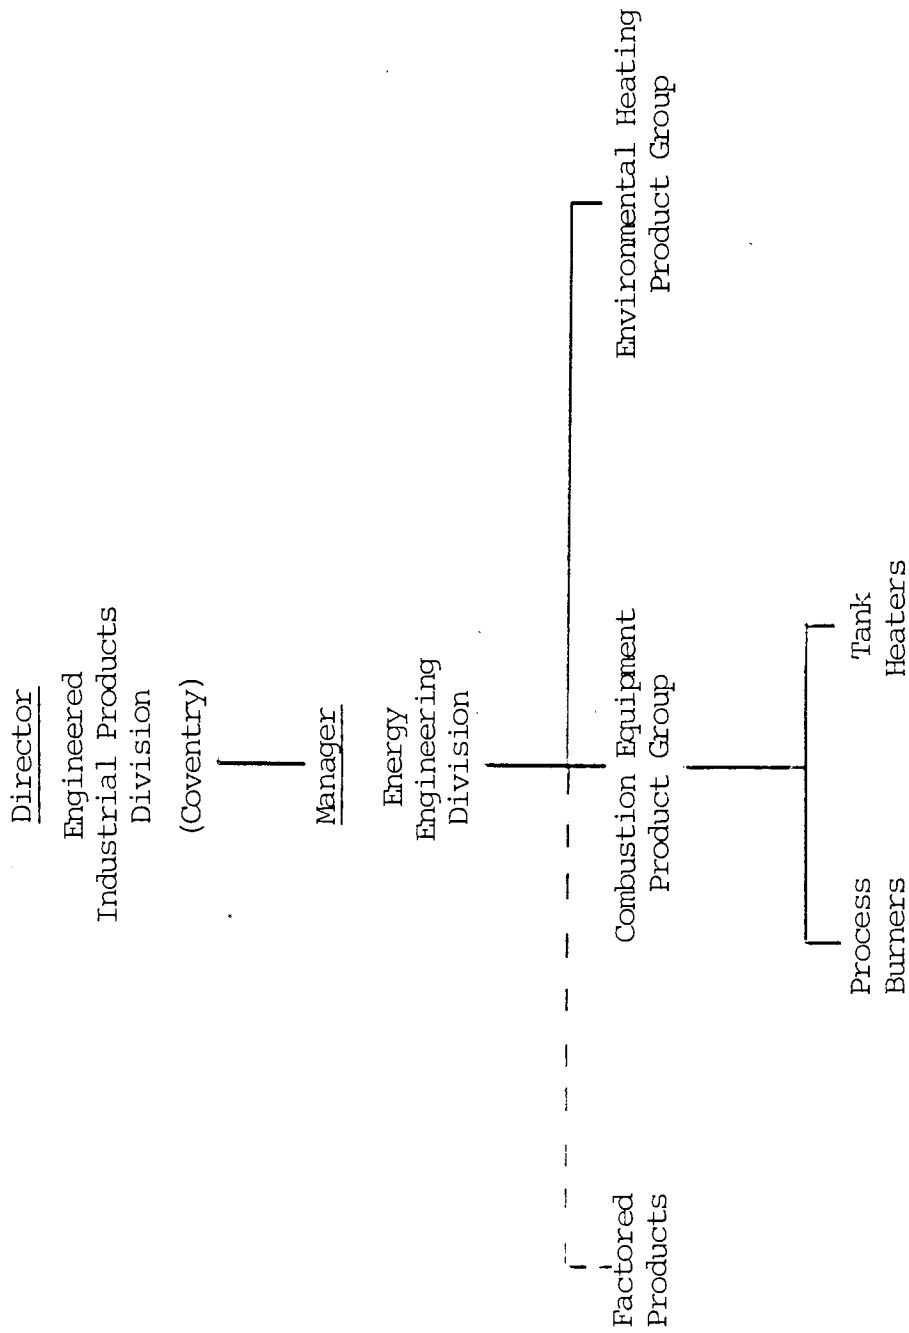 Director
Engineered
Industrial Products
Division
(Coventry)
Manager
Energy
Engineering
Division
Factored
Products
Combustion Equipment
Product Group
Environmental Heating
Product Group
Process
Burners
Tank
Heaters